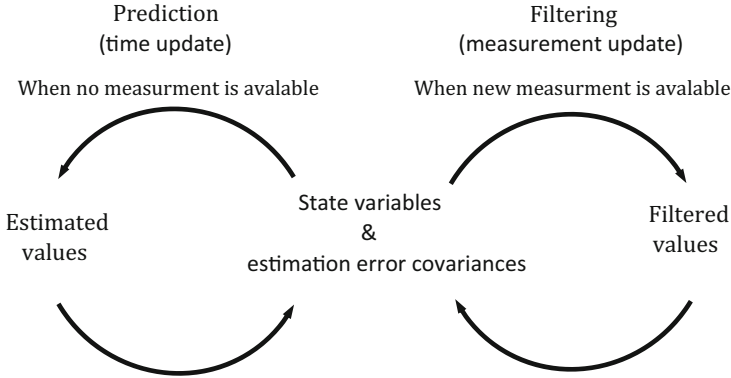 Prediction
(time update)
When no measurment is avalable
Filtering
(measurement update)
When new measurment is avalable
Estimated
values
State variables
&
estimation error covariances
Filtered
values